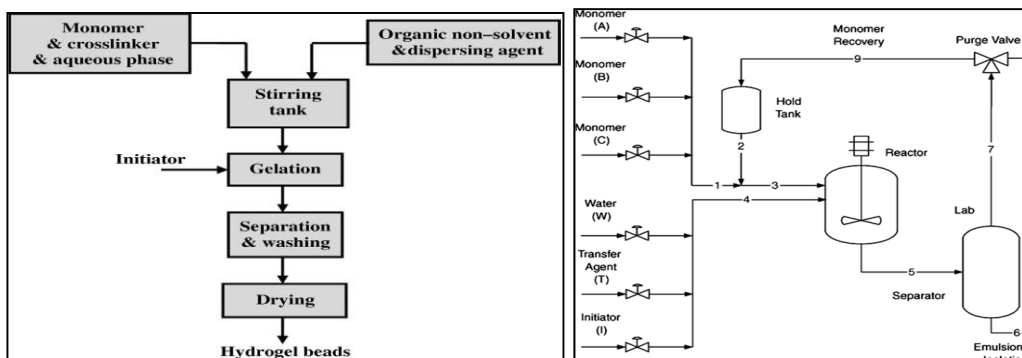 Monomer
& crosslinker
& aqueous phase
Organic non–solvent
&dispersing agent
Stirring
tank
Initiator
Gelation
Separation
& washing
Drying
Hydrogel beads
Monomer
(A)
Monomer
(B)
Monomer
(C)
Water
(W)
Transfer
Agent
(T)
Initiator
(I)
Monomer
Recovery
9
Purge Valve
Hold
Tank
2
Reactor
7
1
3
4
Lab
5
Separator
6
Emulsion